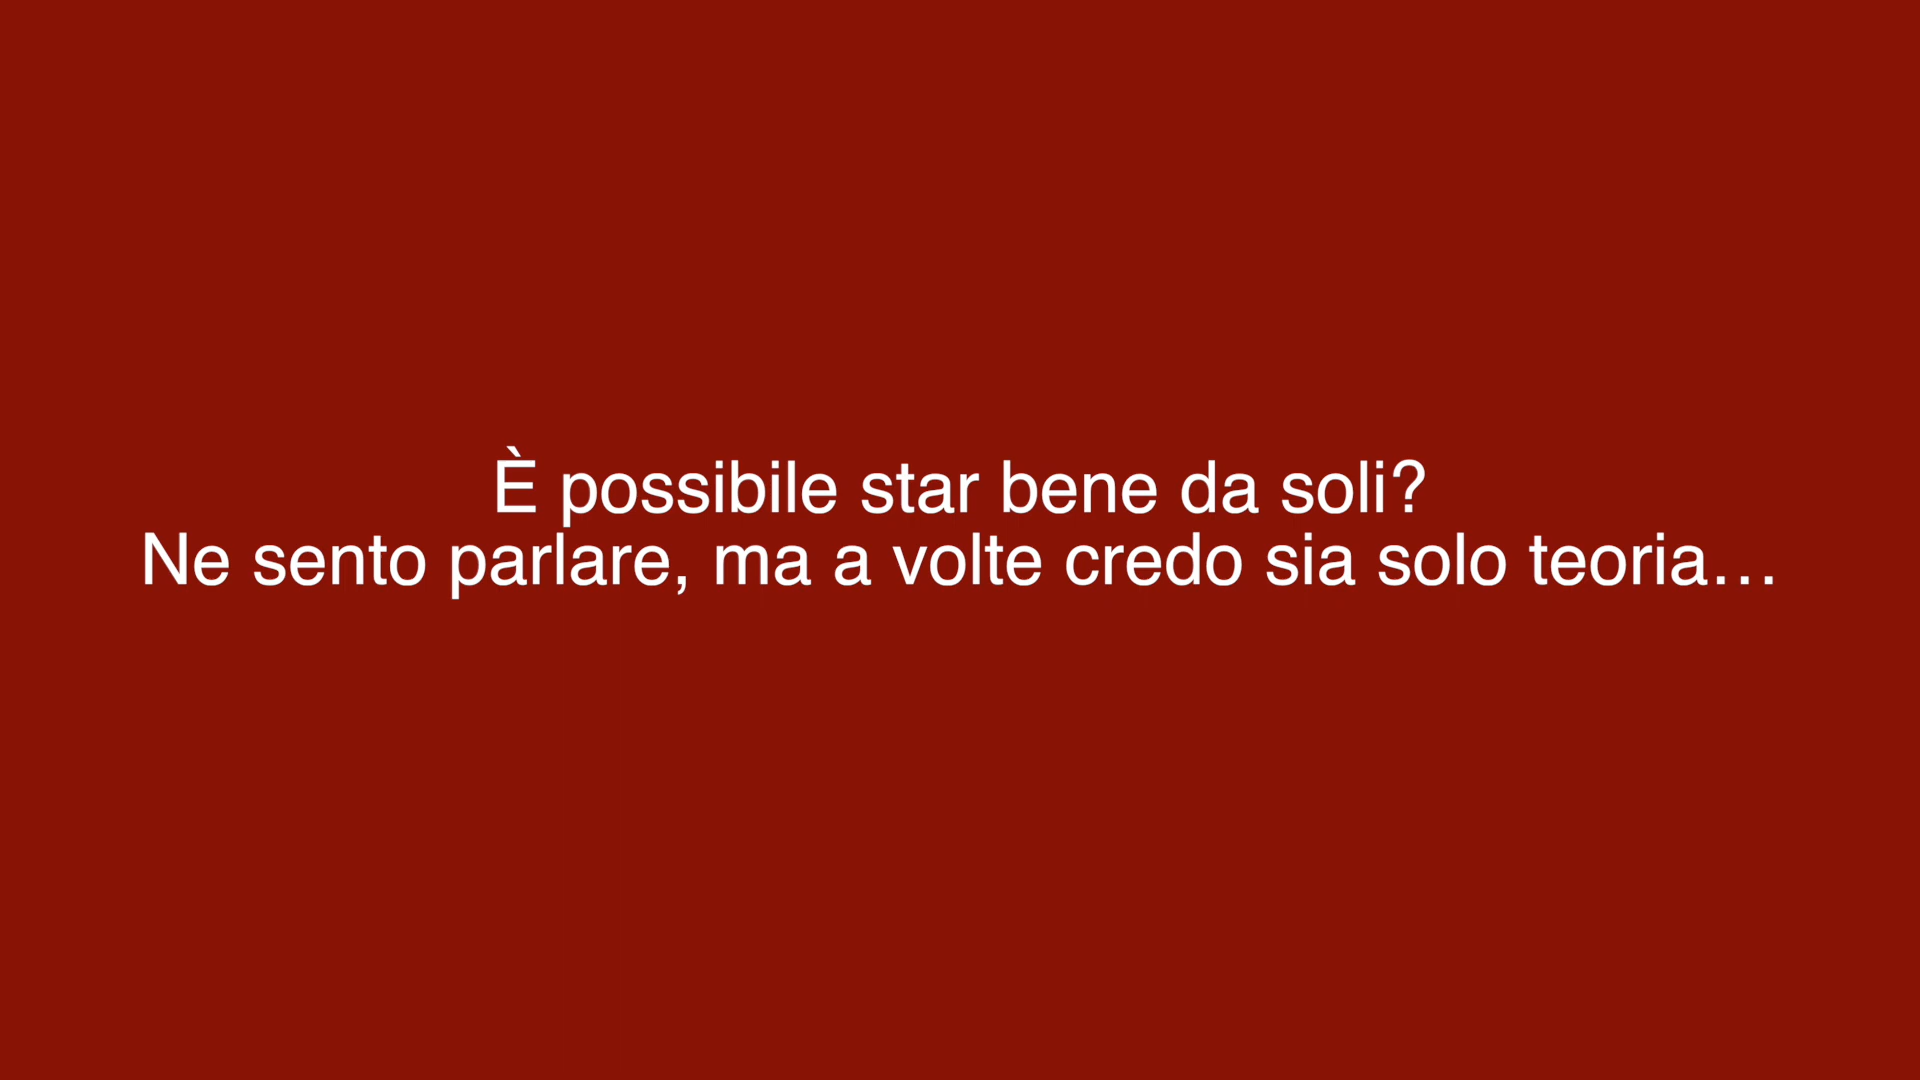 È possibile star bene da soli?
Ne sento parlare, ma a volte credo sia solo teoria…